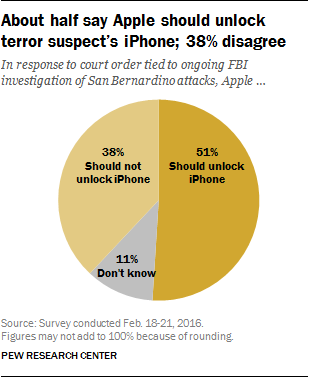 About half say Apple should unlock
terror suspect's iPhone; 38% disagree
In response to court order tied to ongoing FBI
investigation of San Bernardino attacks, Apple ...
38%
Should not
unlock iPhone
51%
Should unlock
iPhone
11%
Don't know
Source: Survey conducted Feb. 18-21, 2016.
Figures may not add to 100% because of rounding.
PEW RESEARCH CENTER